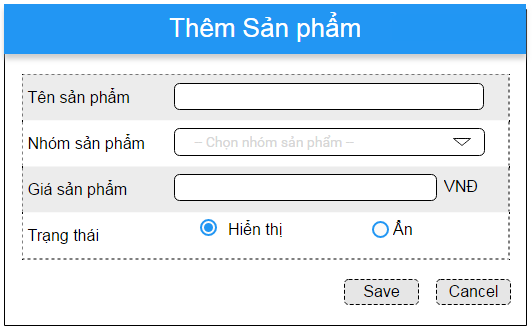 Thêm Sản phẩm
Tên sản phẩm
Nhóm sản phẩm -- Chọn nhóm sản phẩm --
Giá sản phẩm VNĐ
Trạng thái Hiển thị Ẩn
Save Cancel